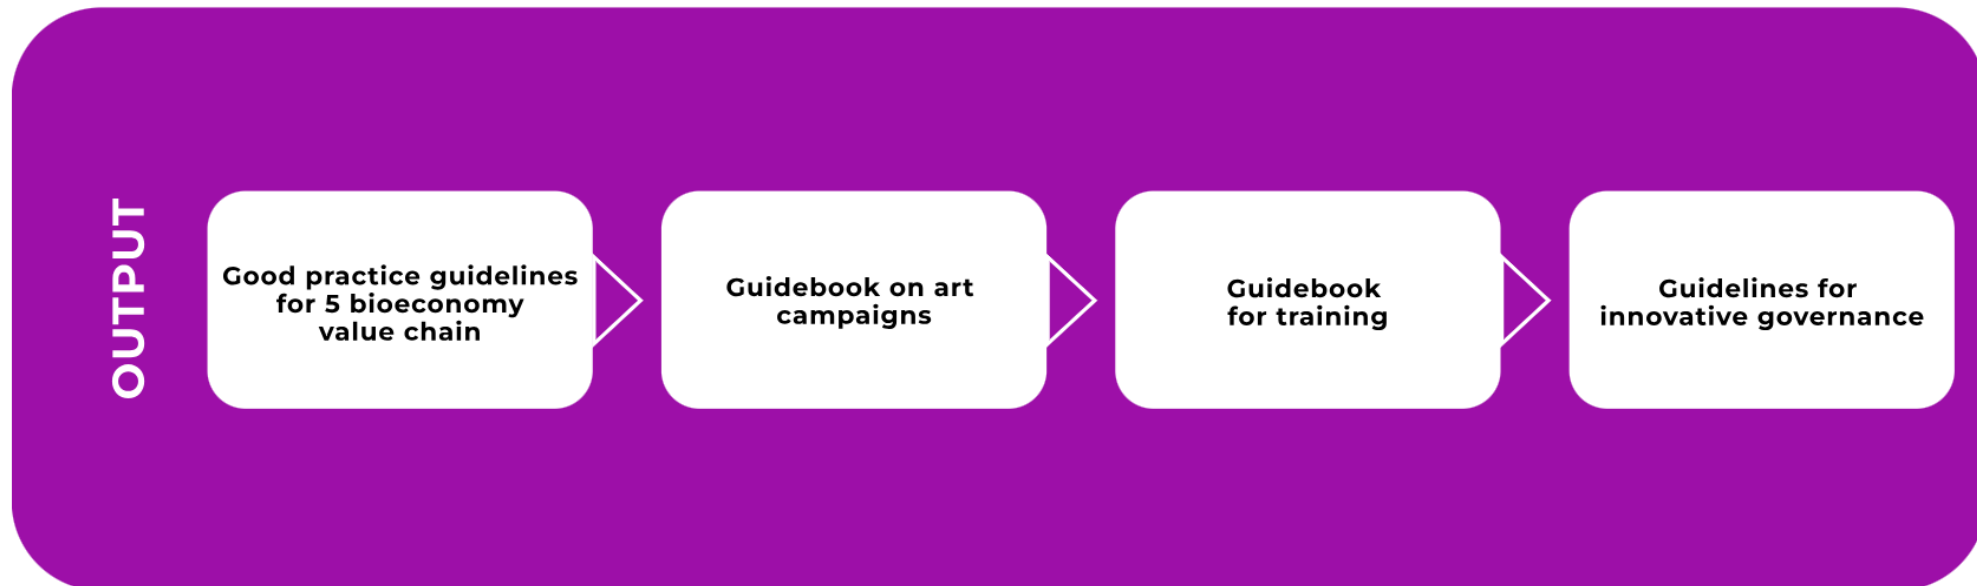 OUTPUT
Good practice guidelines
for 5 bioeconomy
value chain
Guidebook on art
campaigns
Guidebook
for training
Guidelines for
innovative governance